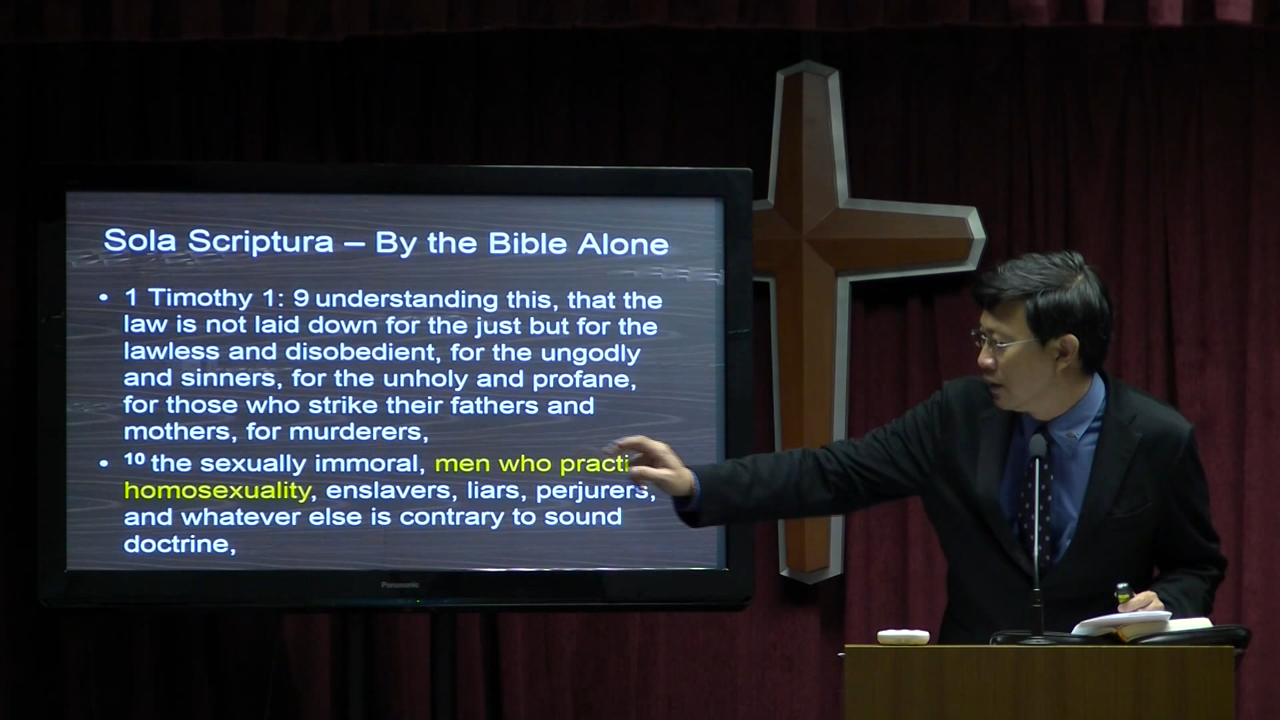 Sola Scriptura – By the Bible Alone
• 1 Timothy 1: 9 understanding this, that the
law is not laid down for the just but for the
lawless and disobedient, for the ungodly
and sinners, for the unholy and profane,
for those who strike their fathers and
mothers, for murderers,
• ¹⁰ the sexually immoral, men who practi
homosexuality, enslavers, liars, perjurers,
and whatever else is contrary to sound
doctrine,
Panasonic